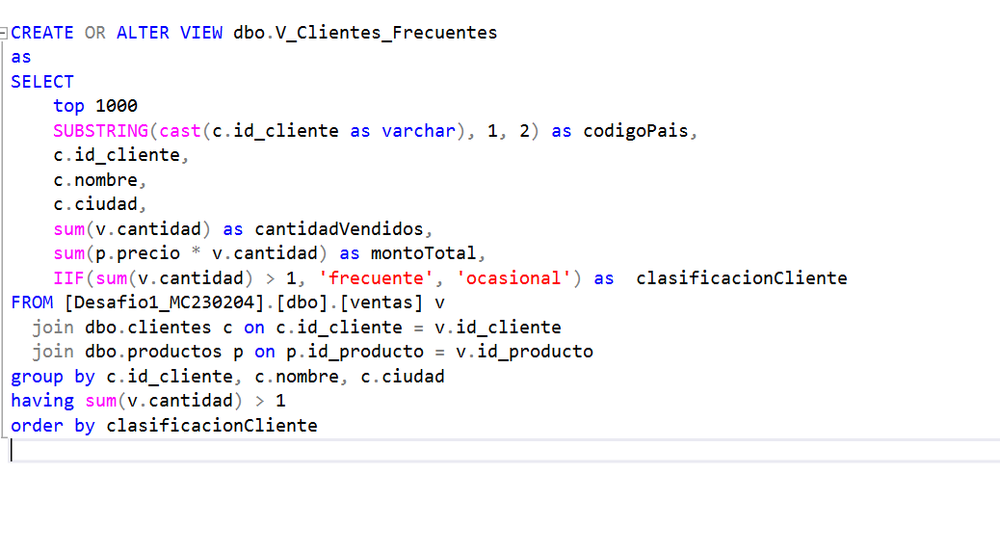 CREATE OR ALTER VIEW dbo.V_Clientes_Frecuentes
as
SELECT
    top 1000
    SUBSTRING(cast(c.id_cliente as varchar), 1, 2) as codigoPais,
    c.id_cliente,
    c.nombre,
    c.ciudad,
    sum(v.cantidad) as cantidadVendidos,
    sum(p.precio * v.cantidad) as montoTotal,
    IIF(sum(v.cantidad) > 1, 'frecuente', 'ocasional') as  clasificacionCliente
FROM [Desafio1_MC230204].[dbo].[ventas] v
  join dbo.clientes c on c.id_cliente = v.id_cliente
  join dbo.productos p on p.id_producto = v.id_producto
group by c.id_cliente, c.nombre, c.ciudad
having sum(v.cantidad) > 1
order by clasificacionCliente